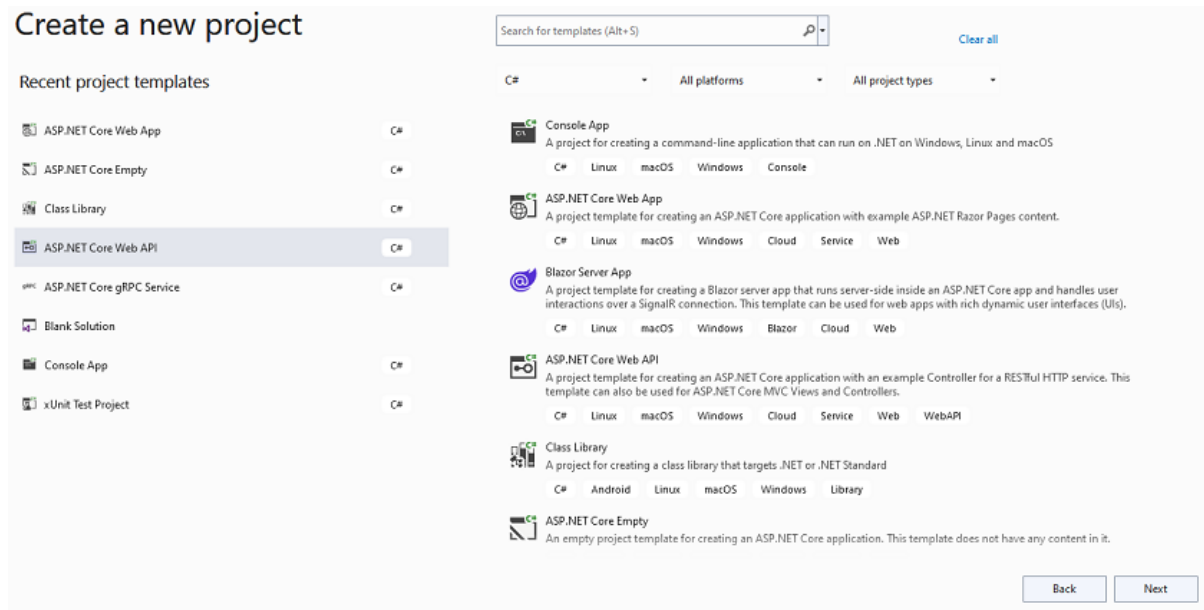 Create a new project
Search for templates (Alt+S)
Clear all
Recent project templates
C#
All platforms
All project types
ASP.NET Core Web App C#
ASP.NET Core Empty C#
Class Library C#
ASP.NET Core Web API C#
gRPC ASP.NET Core gRPC Service C#
Blank Solution
Console App C#
xUnit Test Project C#
C# C:\
Console App
A project for creating a command-line application that can run on .NET on Windows, Linux and macOS
C# Linux macOS Windows Console
C#
ASP.NET Core Web App
A project template for creating an ASP.NET Core application with example ASP.NET Razor Pages content.
C# Linux macOS Windows Cloud Service Web
Blazor Server App
A project template for creating a Blazor server app that runs server-side inside an ASP.NET Core app and handles user
interactions over a SignalR connection. This template can be used for web apps with rich dynamic user interfaces (UIs).
C# Linux macOS Windows Blazor Cloud Web
C#
ASP.NET Core Web API
A project template for creating an ASP.NET Core application with an example Controller for a RESTful HTTP service. This
template can also be used for ASP.NET Core MVC Views and Controllers.
C# Linux macOS Windows Cloud Service Web WebAPI
C#
Class Library
A project for creating a class library that targets .NET or .NET Standard
C# Android Linux macOS Windows Library
C#
ASP.NET Core Empty
An empty project template for creating an ASP.NET Core application. This template does not have any content in it.
Back
Next